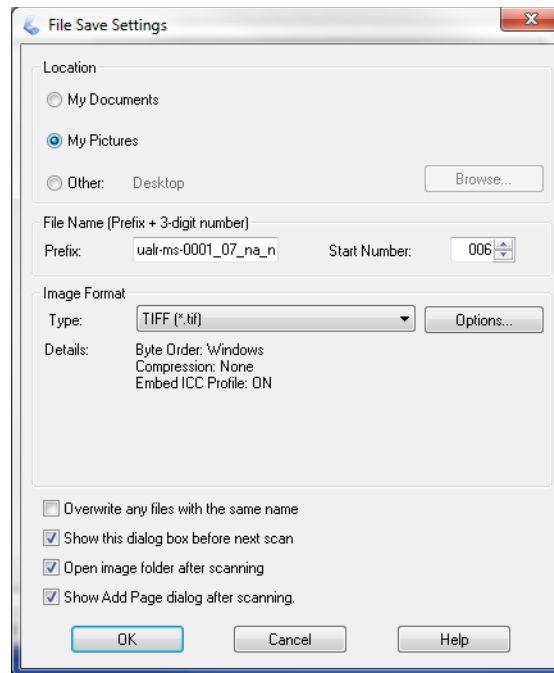 File Save Settings
Location
My Documents
My Pictures
Other: Desktop Browse...
File Name (Prefix + 3-digit number)
Prefix: ualr-ms-0001_07_na_n Start Number: 006
Image Format
Type: TIFF (*.tif) Options...
Details: Byte Order: Windows
Compression: None
Embed ICC Profile: ON
Overwrite any files with the same name
Show this dialog box before next scan
Open image folder after scanning
Show Add Page dialog after scanning.
OK Cancel Help